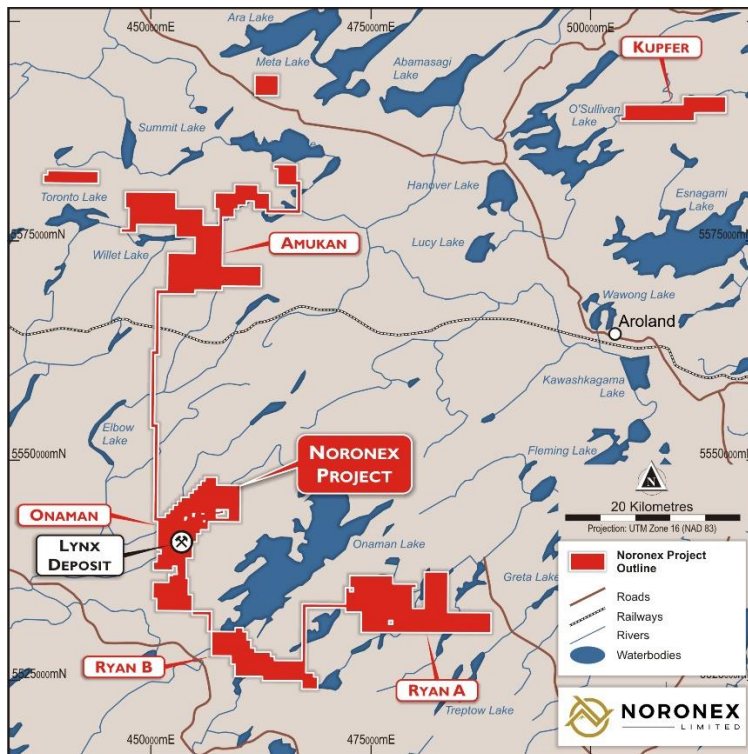 450000mE
475000mE
500000mE
Ara Lake
Meta Lake
Abamasagi
Lake
KUPFER
O'Sullivan
Lake
Summit Lake
Toronto Lake
Hanover Lake
Esnagami
Lake
5575000mN
5575000mN
Willet Lake
AMUKAN
Lucy Lake
Wawong Lake
Aroland
Kawashkagama
Lake
Elbow
Lake
Fleming Lake
5550000mN
5550000mN
NORONEX
PROJECT
ONAMAN
LYNX
DEPOSIT
Onaman Lake
Greta Lake
N
20 Kilometres
Projection: UTM Zone 16 (NAD 83)
Noronex Project
Outline
Roads
Railways
Rivers
Waterbodies
RYAN B
RYAN A
5525000mN
Treptow Lake
450000mE
475000mE
NORONEX
LIMITED